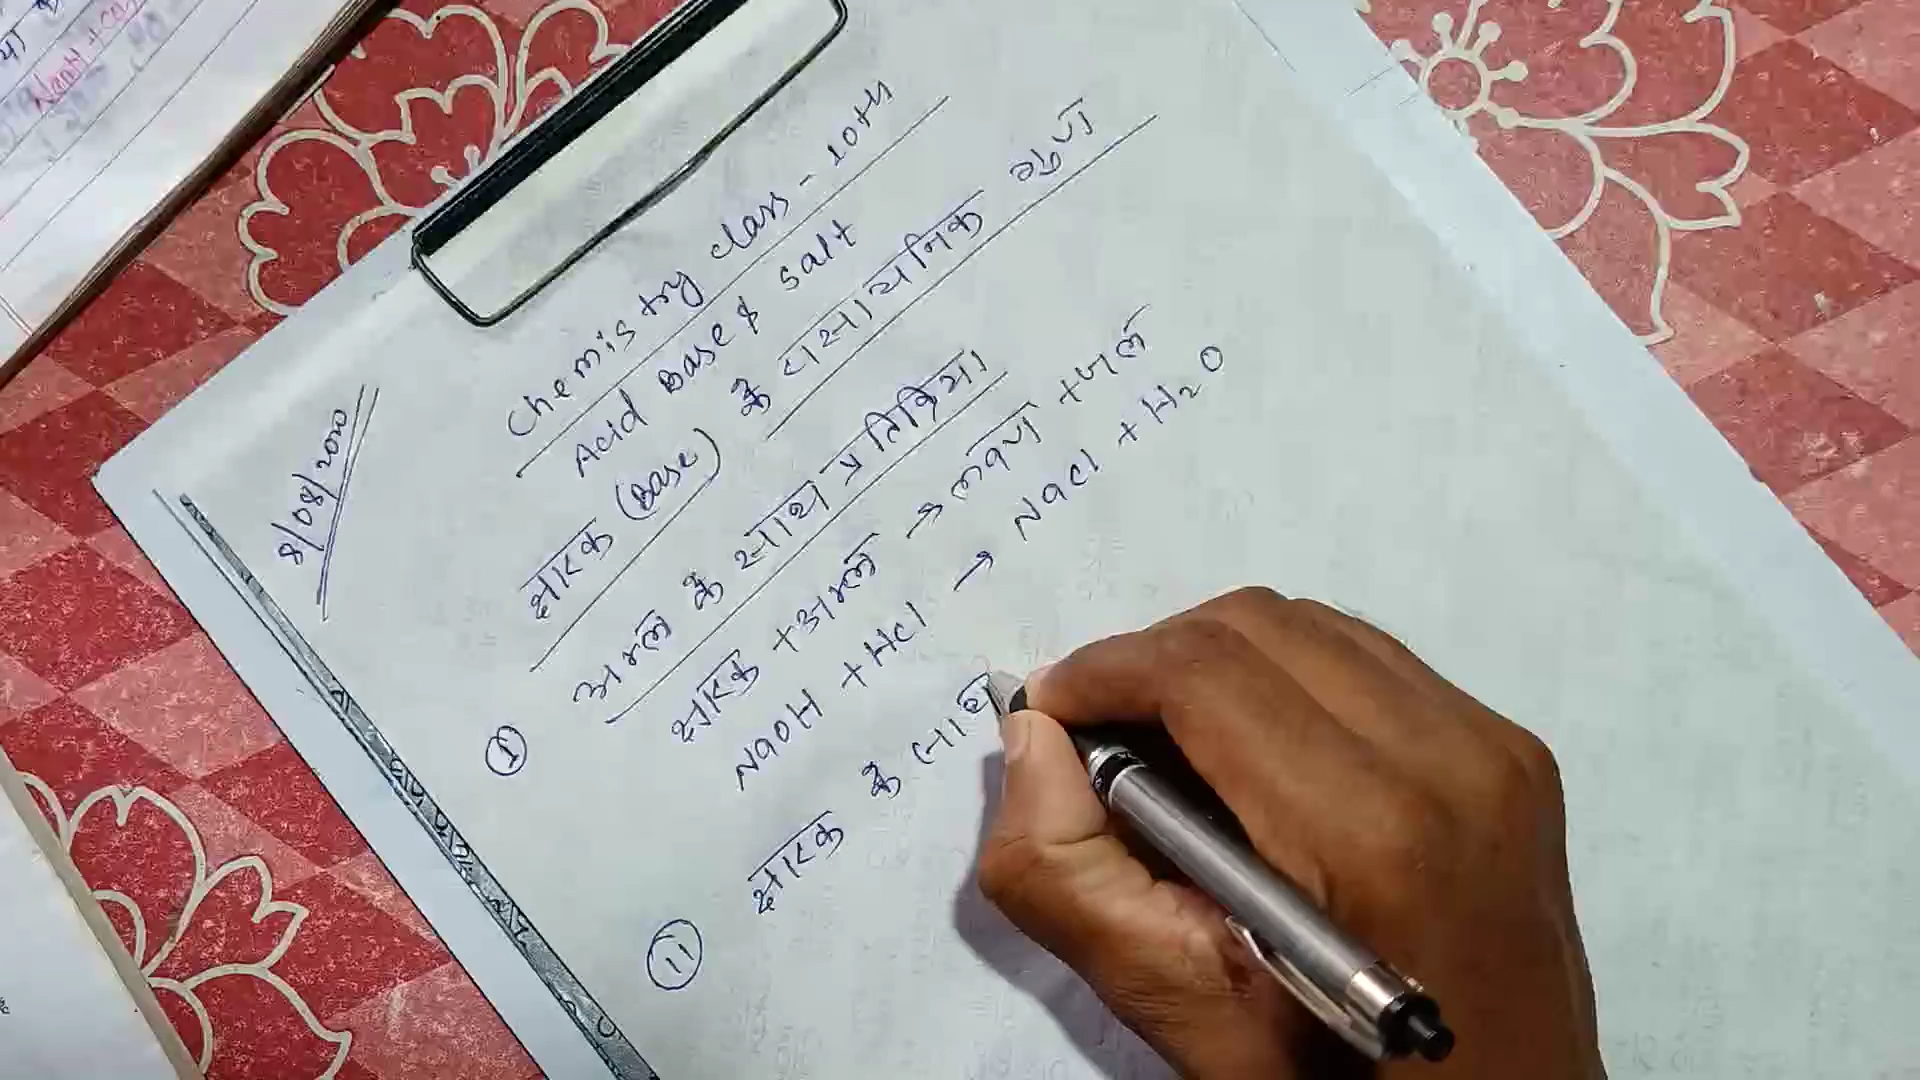 8/08/2020
Chemistry class - 10th
Acid Base & salt
क्षारक (Base) के रासायनिक गुण
I अम्ल के साथ प्रतिक्रिया
क्षारक + अम्ल → लवण + जल
NaOH + HCl → NaCl + H₂O
II क्षारक के साथ
NaOH +